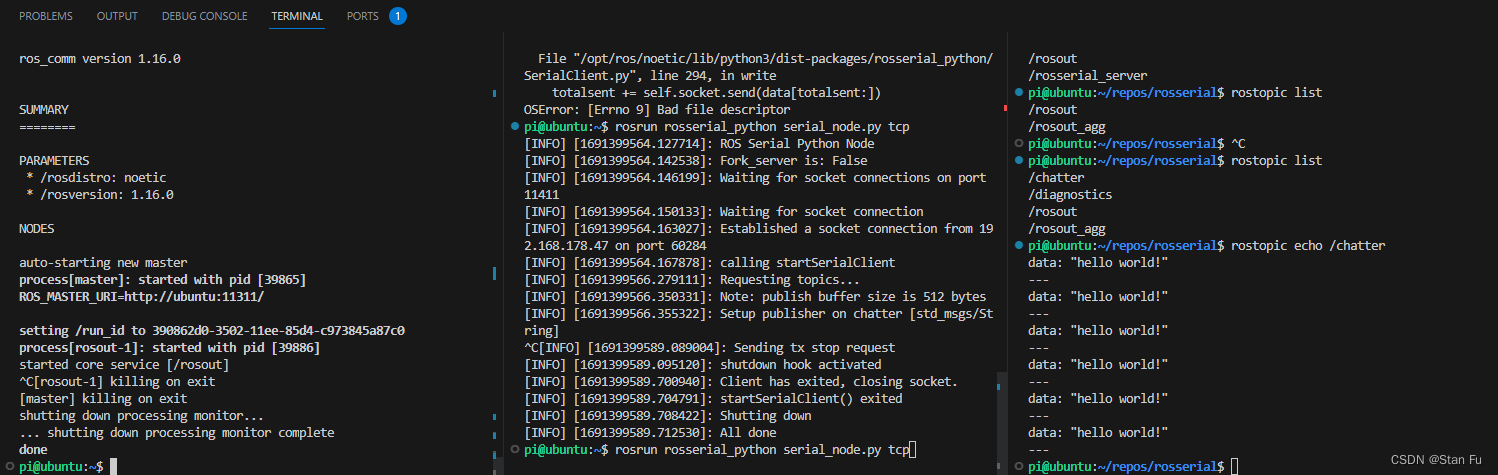 PROBLEMS OUTPUT DEBUG CONSOLE TERMINAL PORTS 1
ros_comm version 1.16.0
SUMMARY
========
PARAMETERS
* /rosdistro: noetic
* /rosversion: 1.16.0
NODES
auto-starting new master
process[master]: started with pid [39865]
ROS_MASTER_URI=http://ubuntu:11311/
setting /run_id to 390862d0-3502-11ee-85d4-c973845a87c0
process[rosout-1]: started with pid [39886]
started core service [/rosout]
^C[rosout-1] killing on exit
[master] killing on exit
shutting down processing monitor...
... shutting down processing monitor complete
done
pi@ubuntu:~$
File "/opt/ros/noetic/lib/python3/dist-packages/rosserial_python/
SerialClient.py", line 294, in write
totalsent += self.socket.send(data[totalsent:])
OSError: [Errno 9] Bad file descriptor
pi@ubuntu:~$ rosrun rosserial_python serial_node.py tcp
[INFO] [1691399564.127714]: ROS Serial Python Node
[INFO] [1691399564.142538]: Fork_server is: False
[INFO] [1691399564.146199]: Waiting for socket connections on port
11411
[INFO] [1691399564.150133]: Waiting for socket connection
[INFO] [1691399564.163027]: Established a socket connection from 19
2.168.178.47 on port 60284
[INFO] [1691399564.167878]: calling startSerialClient
[INFO] [1691399566.279111]: Requesting topics...
[INFO] [1691399566.350331]: Note: publish buffer size is 512 bytes
[INFO] [1691399566.355322]: Setup publisher on chatter [std_msgs/St
ring]
^C[INFO] [1691399589.089004]: Sending tx stop request
[INFO] [1691399589.095120]: shutdown hook activated
[INFO] [1691399589.700940]: Client has exited, closing socket.
[INFO] [1691399589.704791]: startSerialClient() exited
[INFO] [1691399589.708422]: Shutting down
[INFO] [1691399589.712530]: All done
pi@ubuntu:~$ rosrun rosserial_python serial_node.py tcp
/rosout
/rosserial_server
pi@ubuntu:~/repos/rosserial$ rostopic list
/rosout
/rosout_agg
pi@ubuntu:~/repos/rosserial$ ^C
pi@ubuntu:~/repos/rosserial$ rostopic list
/chatter
/diagnostics
/rosout
/rosout_agg
pi@ubuntu:~/repos/rosserial$ rostopic echo /chatter
data: "hello world!"
---
data: "hello world!"
---
data: "hello world!"
---
data: "hello world!"
---
data: "hello world!"
---
data: "hello world!"
---
pi@ubuntu:~/repos/rosserial$
CSDN @Stan Fu